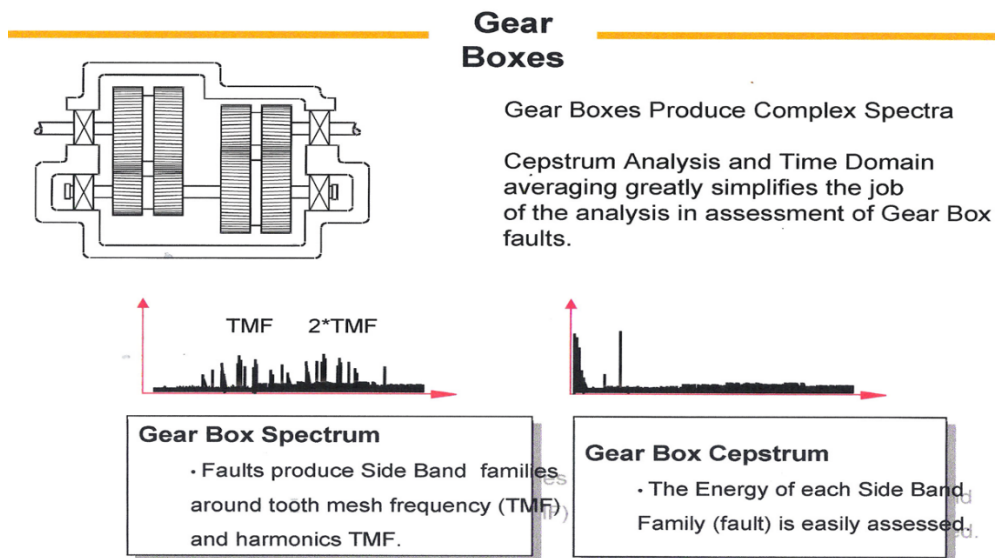 Gear
Boxes
Gear Boxes Produce Complex Spectra
Cepstrum Analysis and Time Domain
averaging greatly simplifies the job
of the analysis in assessment of Gear Box
faults.
TMF 2*TMF
Gear Box Spectrum
• Faults produce Side Band families
around tooth mesh frequency (TMF)
and harmonics TMF.
Gear Box Cepstrum
• The Energy of each Side Band
Family (fault) is easily assessed.